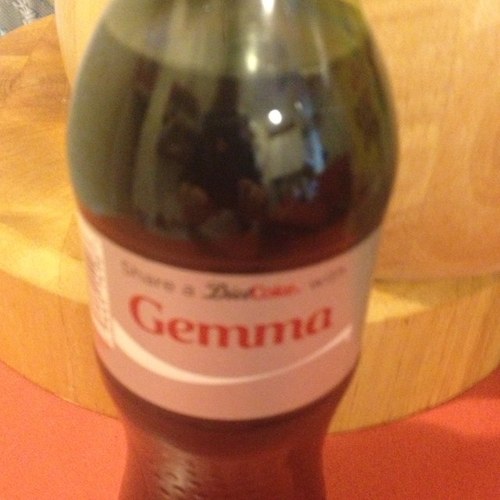 Share a Diet Coke with
Gemma